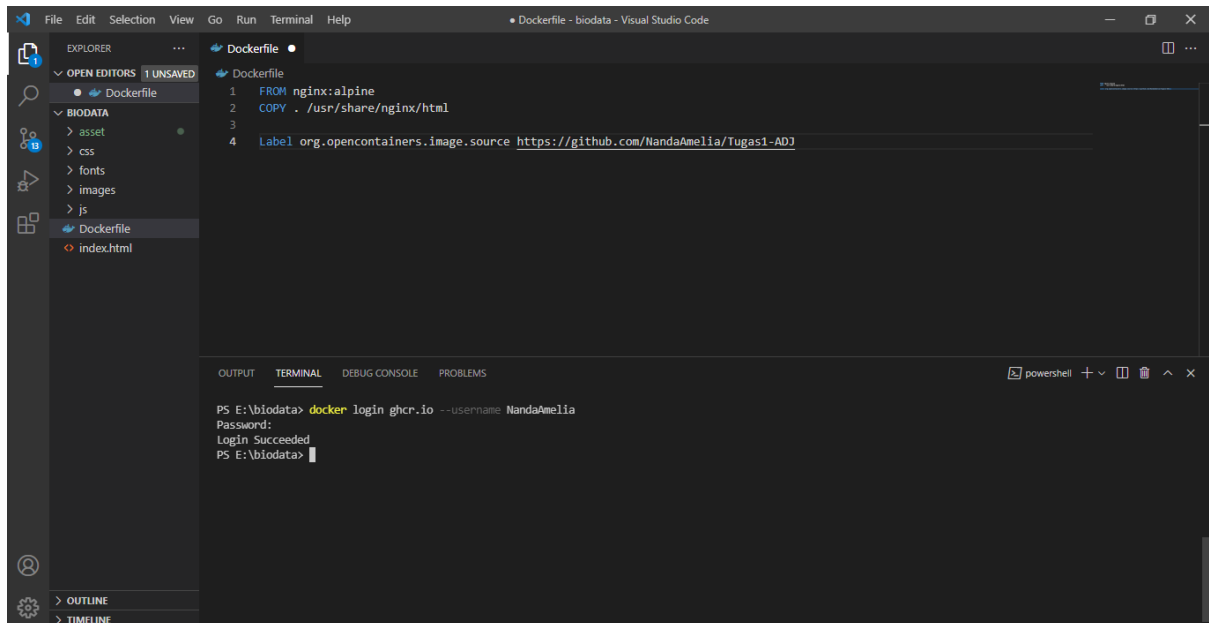 File Edit Selection View Go Run Terminal Help
● Dockerfile - biodata - Visual Studio Code
EXPLORER
OPEN EDITORS 1 UNSAVED
● Dockerfile
BIODATA
> asset
> css
> fonts
> images
> js
Dockerfile
<> index.html
> OUTLINE
> TIMELINE
1
13
Dockerfile ●
Dockerfile
1 FROM nginx:alpine
2 COPY . /usr/share/nginx/html
3
4 Label org.opencontainers.image.source https://github.com/NandaAmelia/Tugas1-ADJ
OUTPUT TERMINAL DEBUG CONSOLE PROBLEMS
powershell
PS E:\biodata> docker login ghcr.io --username NandaAmelia
Password:
Login Succeeded
PS E:\biodata>